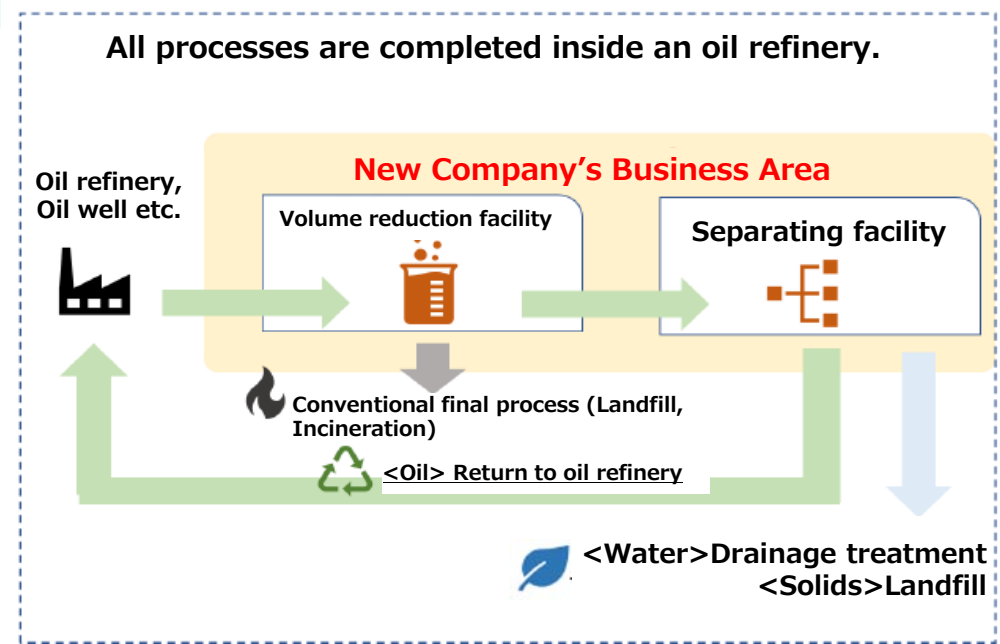 All processes are completed inside an oil refinery.
New Company’s Business Area
Oil refinery,
Oil well etc.
Volume reduction facility
Separating facility
Conventional final process (Landfill,
Incineration)
<Oil> Return to oil refinery
<Water>Drainage treatment
<Solids>Landfill